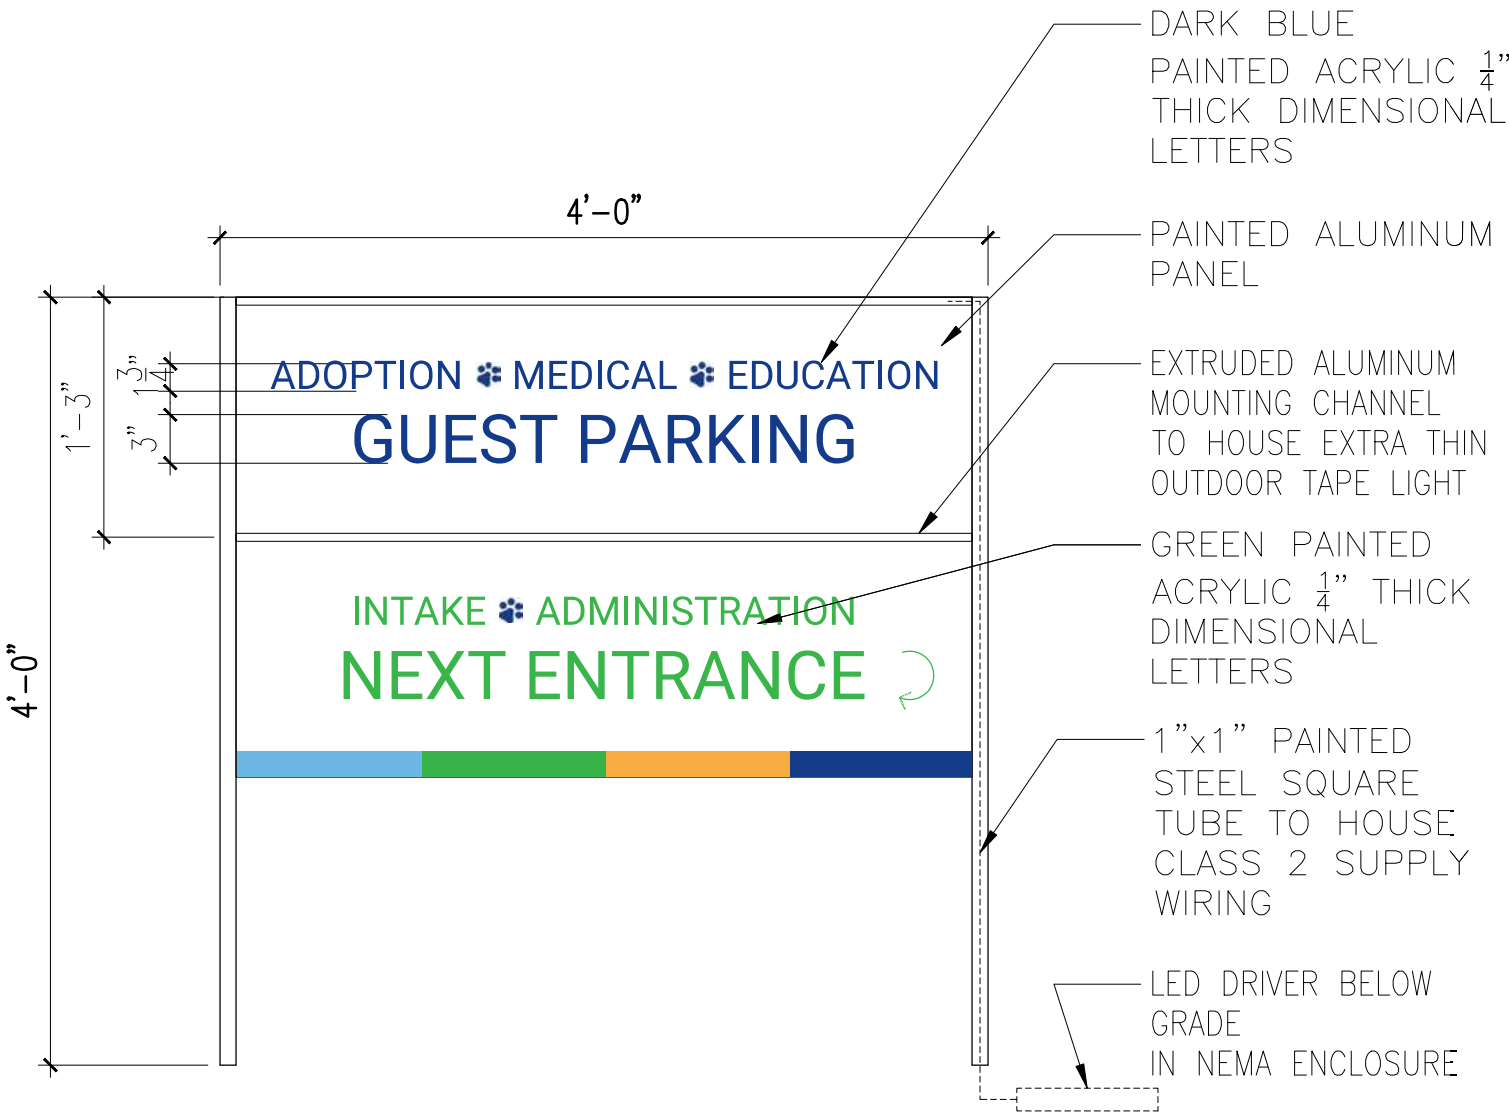 DARK BLUE
PAINTED ACRYLIC 1/4”
THICK DIMENSIONAL
LETTERS
4’-0”
PAINTED ALUMINUM
PANEL
EXTRUDED ALUMINUM
MOUNTING CHANNEL
TO HOUSE EXTRA THIN
OUTDOOR TAPE LIGHT
1’-3”
1 3/4”
3”
ADOPTION MEDICAL EDUCATION
GUEST PARKING
GREEN PAINTED
ACRYLIC 1/4” THICK
DIMENSIONAL
LETTERS
INTAKE ADMINISTRATION
NEXT ENTRANCE
4’-0”
1”x1” PAINTED
STEEL SQUARE
TUBE TO HOUSE
CLASS 2 SUPPLY
WIRING
LED DRIVER BELOW
GRADE
IN NEMA ENCLOSURE